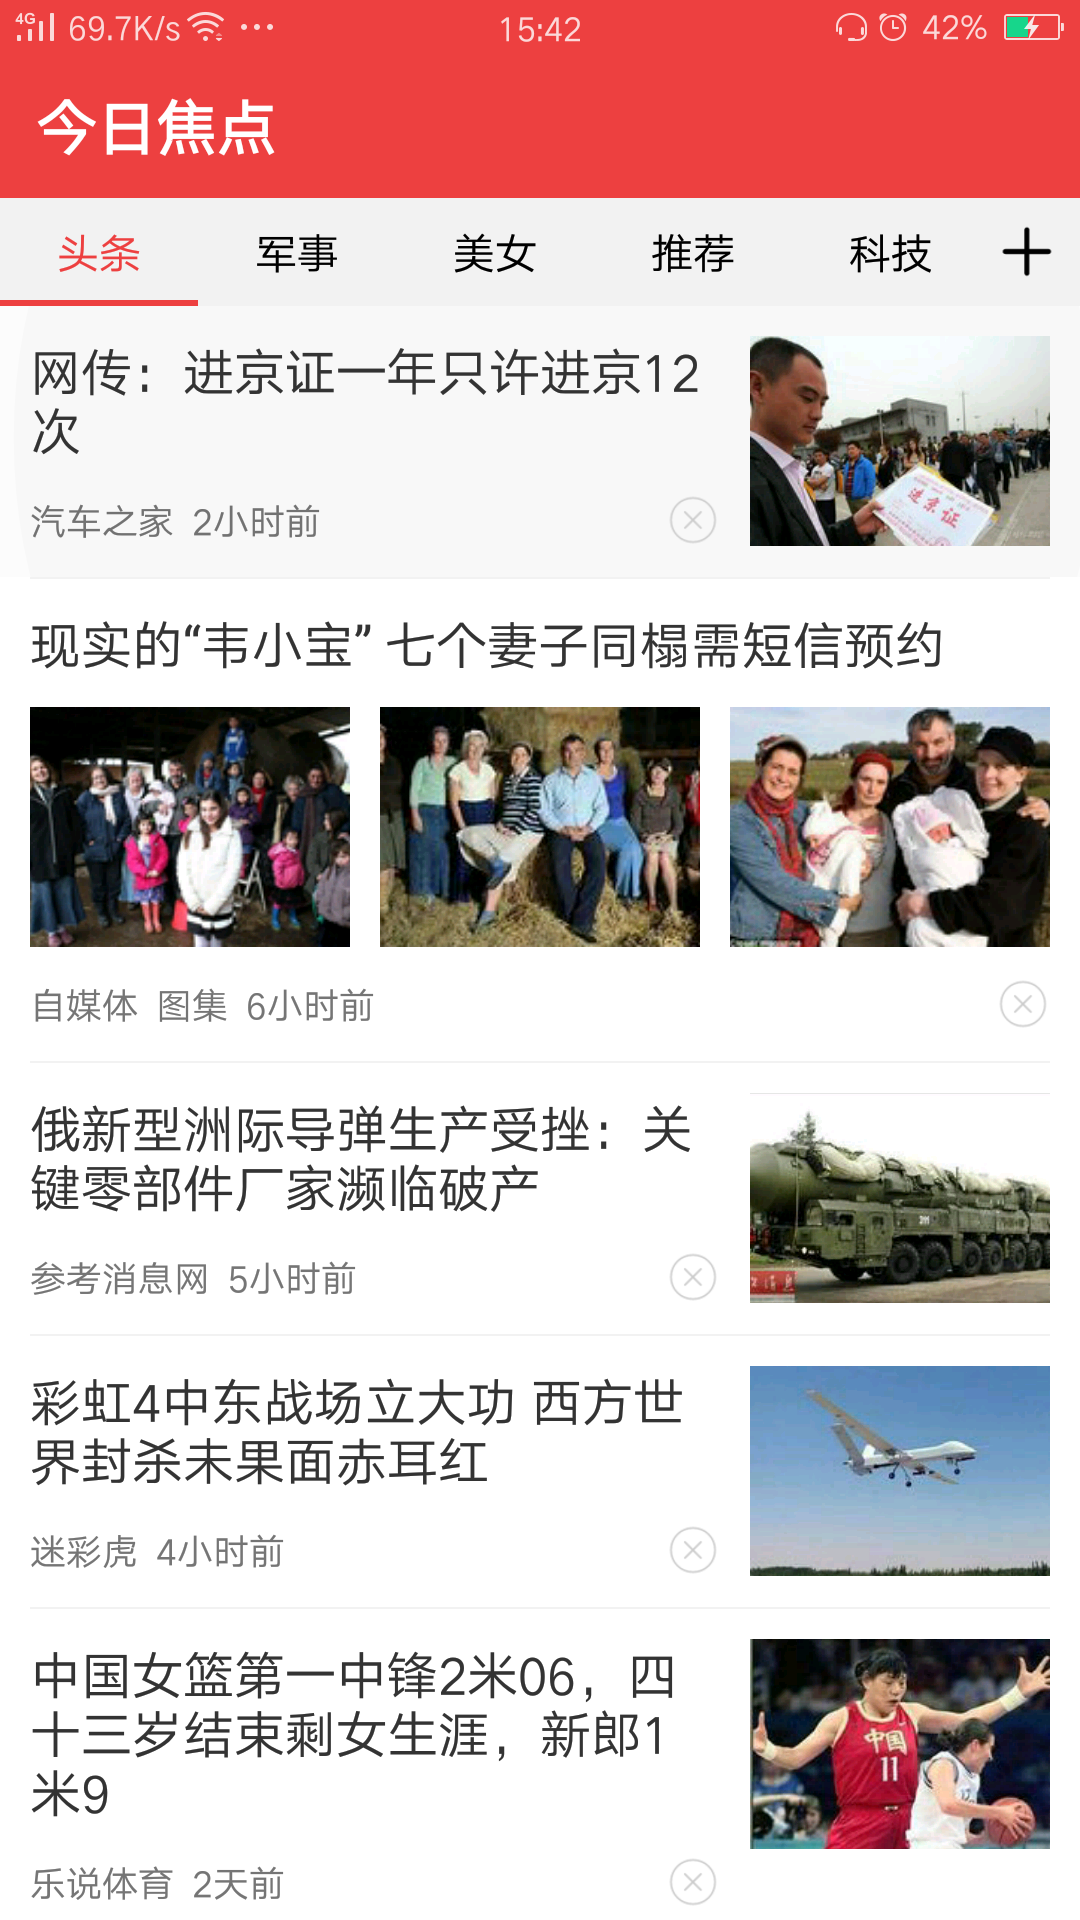 4G 69.7K/s ··· 15:42 42%
今日焦点
头条 军事 美女 推荐 科技 +
网传：进京证一年只许进京12
次
汽车之家 2小时前
进京证
现实的“韦小宝” 七个妻子同榻需短信预约
自媒体 图集 6小时前
俄新型洲际导弹生产受挫：关
键零部件厂家濒临破产
参考消息网 5小时前
彩虹4中东战场立大功 西方世
界封杀未果面赤耳红
迷彩虎 4小时前
中国女篮第一中锋2米06，四
十三岁结束剩女生涯，新郎1
米9
中国
11
乐说体育 2天前